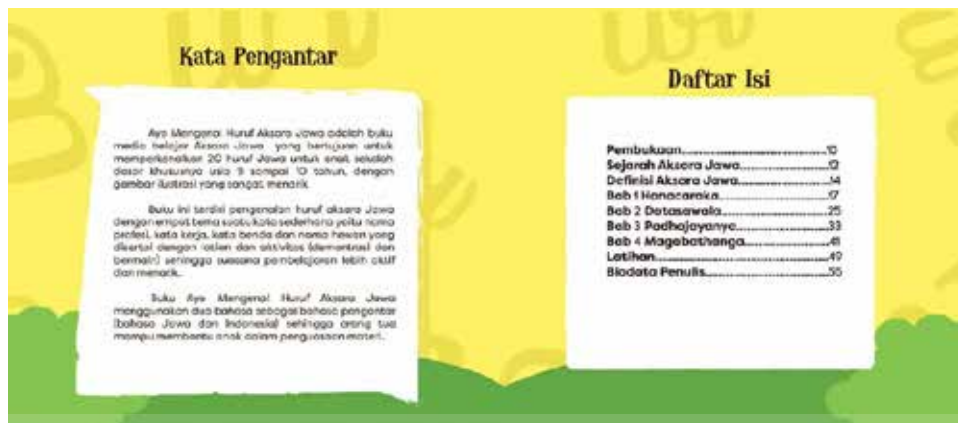 Kata Pengantar
Ayo Mengenal Huruf Aksara Jawa adalah buku
media belajar Aksara Jawa yang bertujuan untuk
memperkenalkan 20 huruf Jawa untuk anak sekolah
dasar khususnya usia 9 sampai 10 tahun, dengan
gambar ilustrasi yang sangat menarik.
Buku ini terdiri pengenalan huruf aksara Jawa
dengan empat tema suatu kata sederhana yaitu nama
profesi, kata kerja, kata benda dan nama hewan yang
disertai dengan latien dan aktivitas (demontrasi dan
bermain) sehingga suasana pembelajaran lebih aktif
dan menarik.
Buku Ayo Mengenal Huruf Aksara Jawa
menggunakan dua bahasa sebagai bahasa pengantar
(bahasa Jawa dan Indonesia) sehingga orang tua
mampu membantu anak dalam penguasaan materi.
Daftar Isi
Pembukaan..............................10
Sejarah Aksara Jawa..................12
Definisi Aksara Jawa..................14
Bab 1 Hanacaraka.....................17
Bab 2 Datasawala.....................25
Bab 3 Padhajayanya..................33
Bab 4 Magabathanga................41
Latihan....................................49
Biodata Penulis.........................55